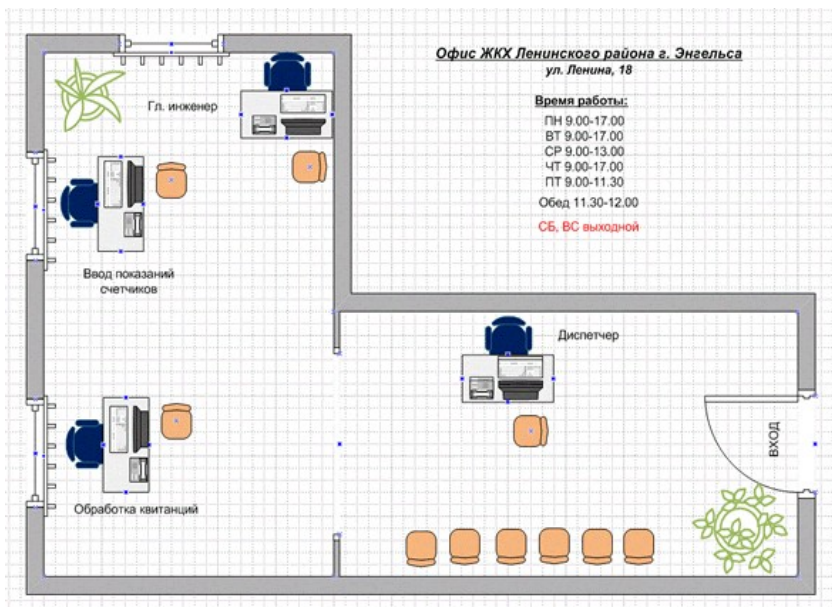 Офис ЖКХ Ленинского района г. Энгельса
ул. Ленина, 18
Время работы:
ПН 9.00-17.00
ВТ 9.00-17.00
СР 9.00-13.00
ЧТ 9.00-17.00
ПТ 9.00-11.30
Обед 11.30-12.00
СБ, ВС выходной
Гл. инженер
Ввод показаний
счетчиков
Диспетчер
ВХОД
Обработка квитанций